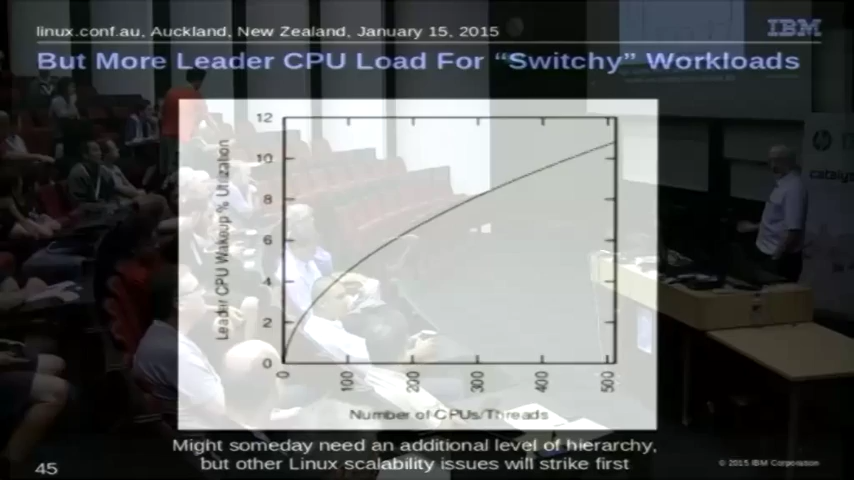 linux.conf.au, Auckland, New Zealand, January 15, 2015
IBM
But More Leader CPU Load For “Switchy” Workloads
12
10
8
6
4
2
0
Leader CPU Wakeup % Utilization
0
100
200
300
400
500
Number of CPUs/Threads
hp
catalyst
Might someday need an additional level of hierarchy,
but other Linux scalability issues will strike first
45
© 2015 IBM Corporation